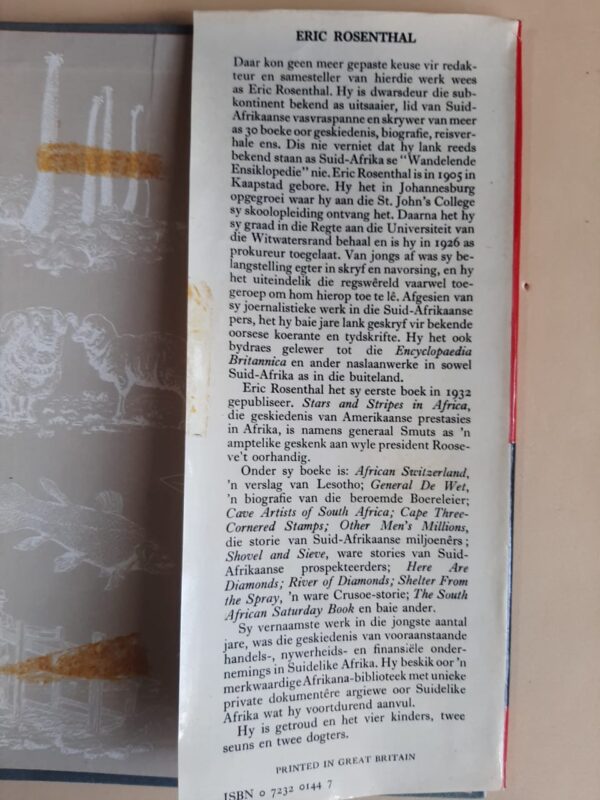 ERIC ROSENTHAL
Daar kon geen meer gepaste keuse vir redak-
teur en samesteller van hierdie werk wees
as Eric Rosenthal. Hy is dwarsdeur die sub-
kontinent bekend as uitsaaier, lid van Suid-
Afrikaanse vasvraspanne en skrywer van meer
as 30 boeke oor geskiedenis, biografie, reisver-
hale ens. Dis nie verniet dat hy lank reeds
bekend staan as Suid-Afrika se “Wandelende
Ensiklopedie” nie. Eric Rosenthal is in 1905 in
Kaapstad gebore. Hy het in Johannesburg
opgegroei waar hy aan die St. John's College
sy skoolopleiding ontvang het. Daarna het hy
sy graad in die Regte aan die Universiteit van
die Witwatersrand behaal en is hy in 1926 as
prokureur toegelaat. Van jongs af was sy be-
langstelling egter in skryf en navorsing, en hy
het uiteindelik die regswêreld vaarwel toe-
geroep om hom hierop toe te lê. Afgesien van
sy joernalistieke werk in die Suid-Afrikaanse
pers, het hy baie jare lank geskryf vir bekende
oorsese koerante en tydskrifte. Hy het ook
bydraes gelewer tot die Encyclopaedia
Britannica en ander naslaanwerke in sowel
Suid-Afrika as in die buiteland.
Eric Rosenthal het sy eerste boek in 1932
gepubliseer. Stars and Stripes in Africa,
die geskiedenis van Amerikaanse prestasies
in Afrika, is namens generaal Smuts as 'n
amptelike geskenk aan wyle president Roose-
ve't oorhandig.
Onder sy boeke is: African Switzerland,
'n verslag van Lesotho; General De Wet,
'n biografie van die beroemde Boereleier;
Cave Artists of South Africa; Cape Three-
Cornered Stamps; Other Men's Millions,
die storie van Suid-Afrikaanse miljoenêrs;
Shovel and Sieve, ware stories van Suid-
Afrikaanse prospekteerders; Here Are
Diamonds; River of Diamonds; Shelter From
the Spray, 'n ware Crusoe-storie; The South
African Saturday Book en baie ander.
Sy vernaamste werk in die jongste aantal
jare, was die geskiedenis van vooraanstaande
handels-, nywerheids- en finansiële onder-
nemings in Suidelike Afrika. Hy beskik oor 'n
merkwaardige Afrikana-biblioteek met unieke
private dokumentêre argiewe oor Suidelike
Afrika wat hy voortdurend aanvul.
Hy is getroud en het vier kinders, twee
seuns en twee dogters.
PRINTED IN GREAT BRITAIN
ISBN 0 7232 0144 7